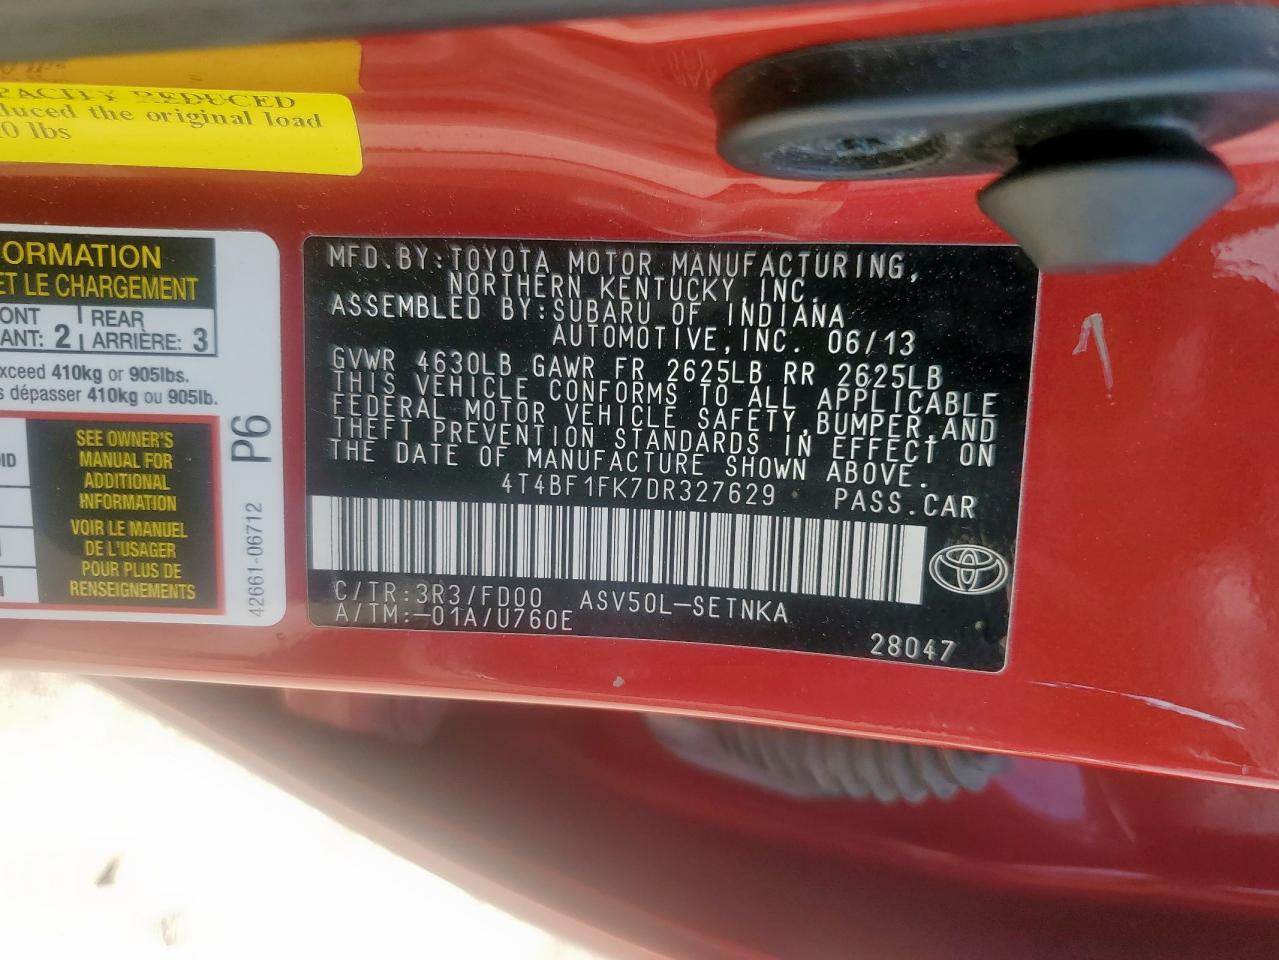 PACITY REDUCED
duced the original load
0 lbs
FORMATION
ET LE CHARGEMENT
ONT
ANT: 2
REAR
ARRIÈRE: 3
exceed 410kg or 905lbs.
s dépasser 410kg ou 905lb.
SEE OWNER'S
MANUAL FOR
ADDITIONAL
INFORMATION
VOIR LE MANUEL
DE L'USAGER
POUR PLUS DE
RENSEIGNEMENTS
P6
42661-06712
MFD.BY:TOYOTA MOTOR MANUFACTURING,
NORTHERN KENTUCKY,INC.
ASSEMBLED BY:SUBARU OF INDIANA
AUTOMOTIVE,INC. 06/13
GVWR 4630LB GAWR FR 2625LB RR 2625LB
THIS VEHICLE CONFORMS TO ALL APPLICABLE
FEDERAL MOTOR VEHICLE SAFETY,BUMPER,AND
THEFT PREVENTION STANDARDS IN EFFECT ON
THE DATE OF MANUFACTURE SHOWN ABOVE.
4T4BF1FK7DR327629 PASS.CAR
C/TR:3R3/FD00 ASV50L-SETNKA
A/TM:-01A/U760E
28047